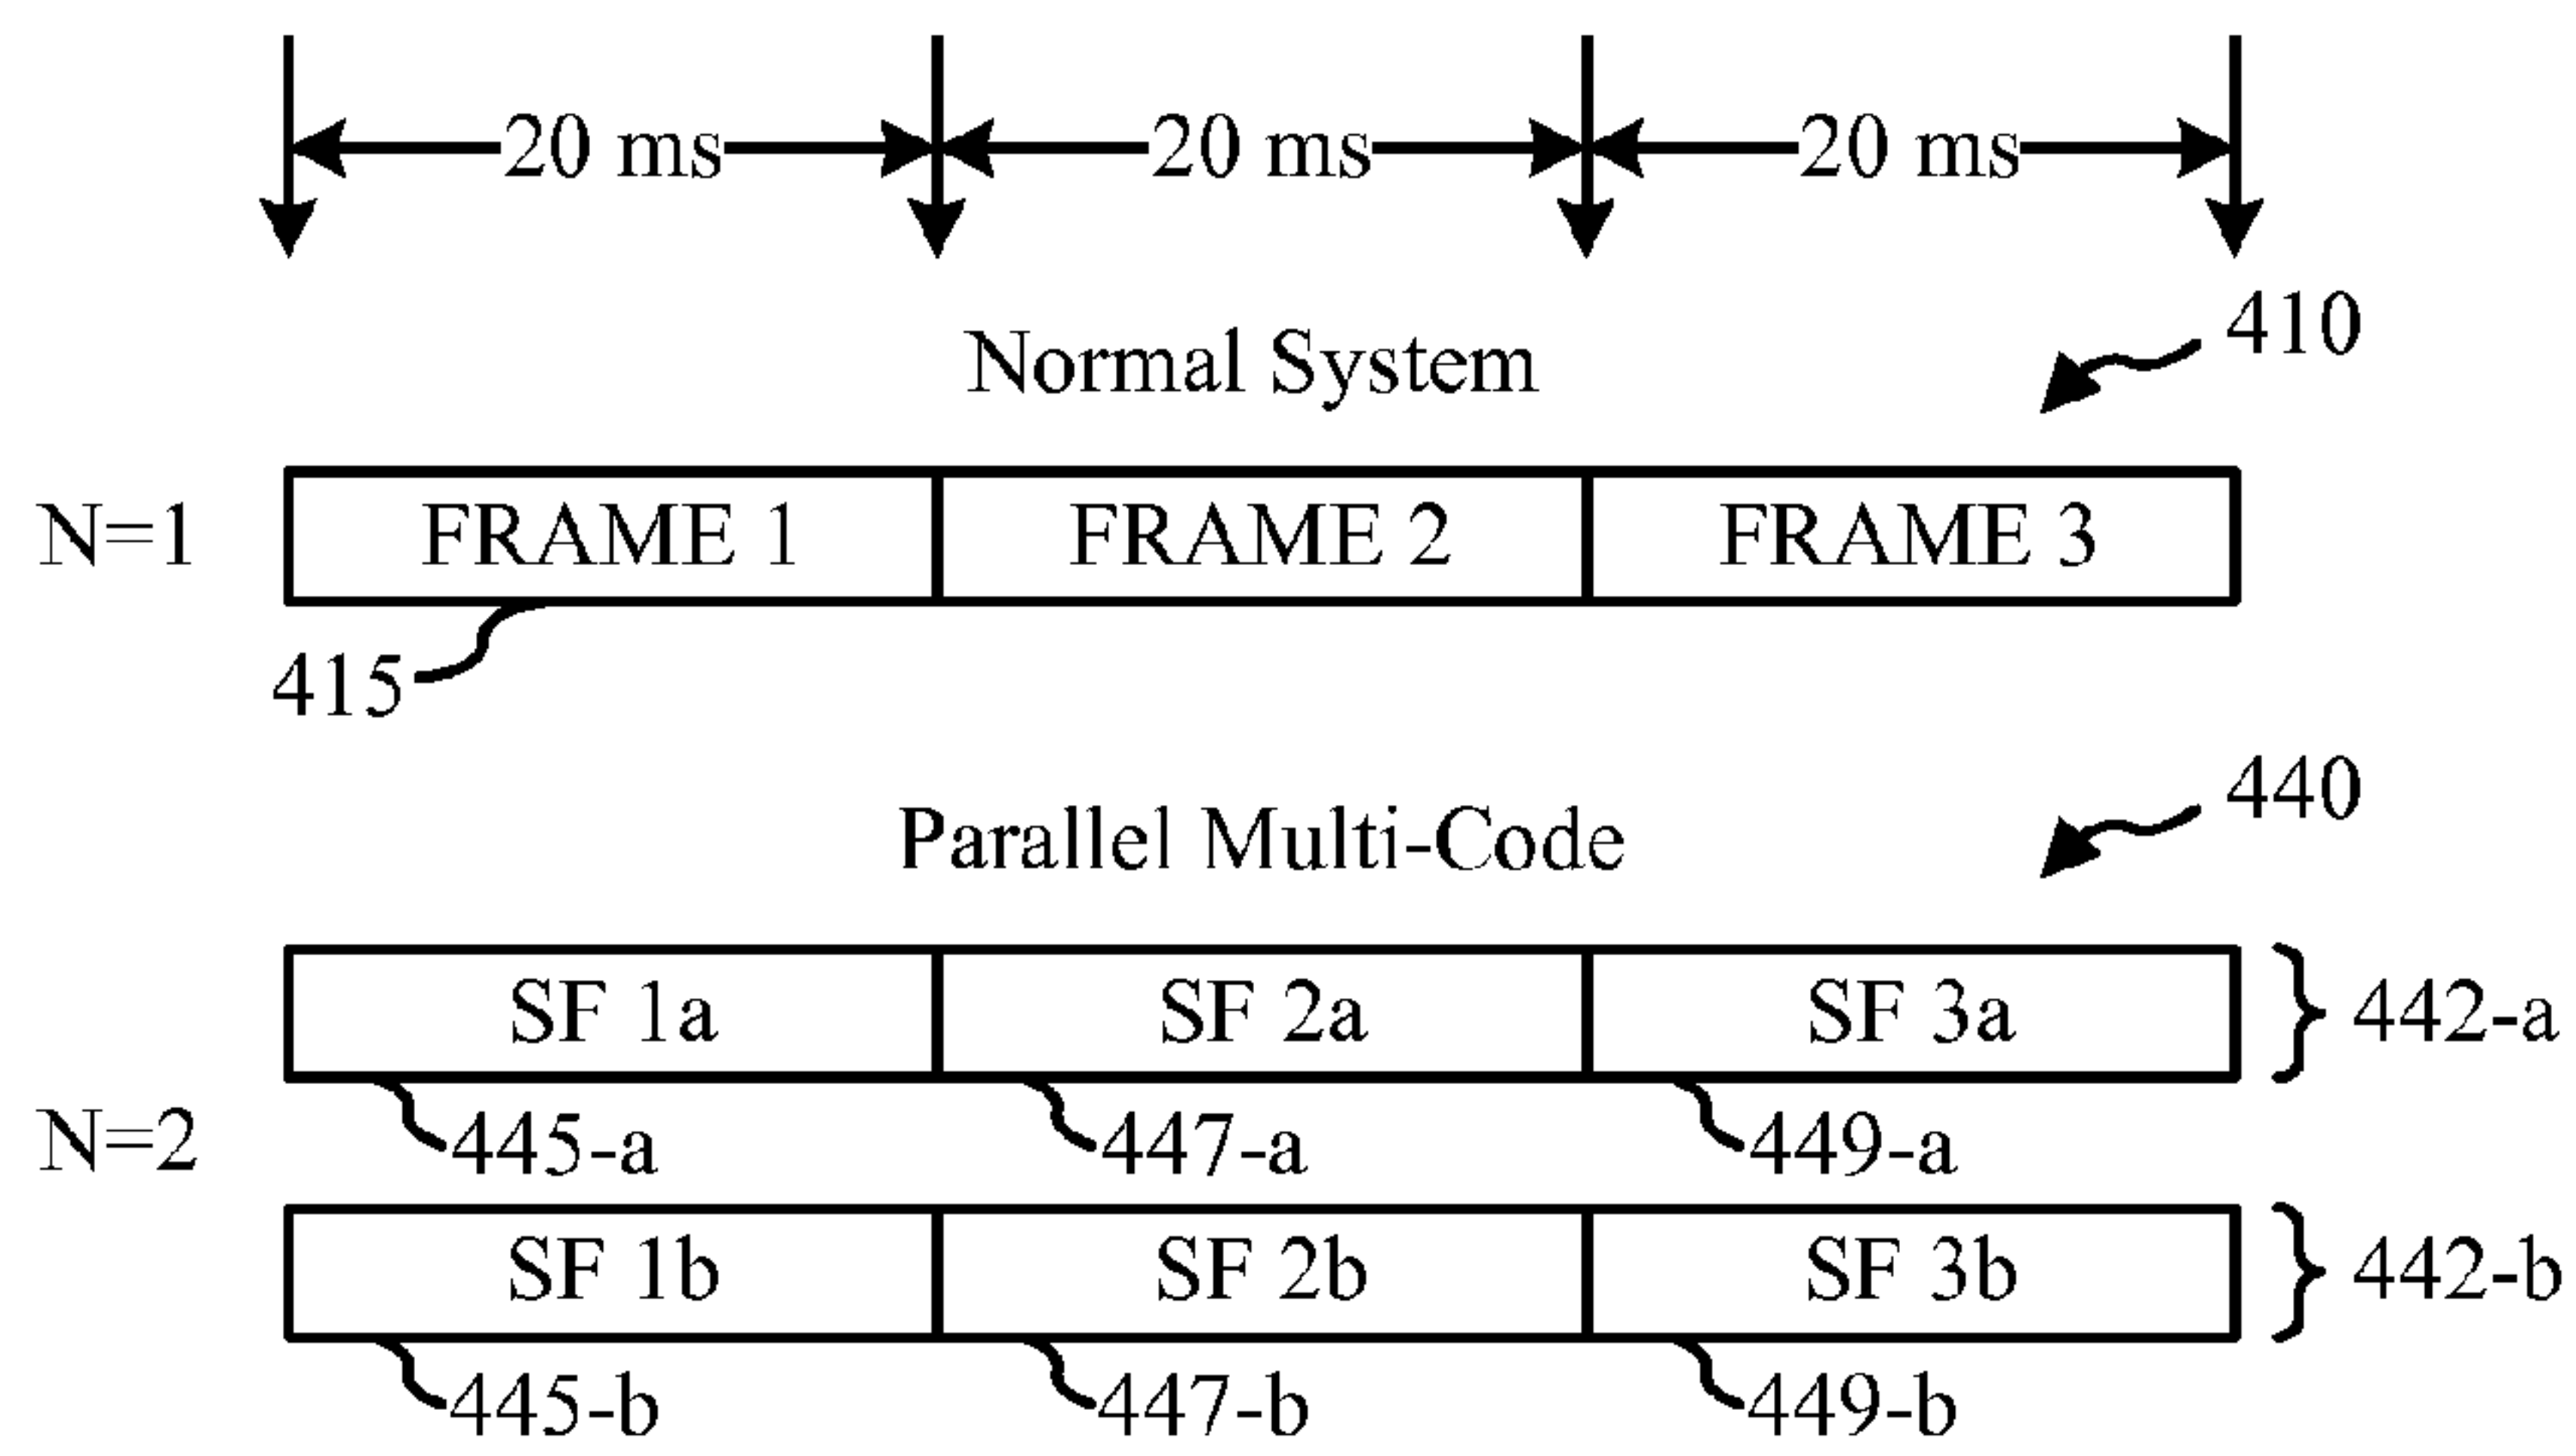 20 ms 20 ms 20 ms
410
Normal System
N=1 FRAME 1 FRAME 2 FRAME 3
415
440
Parallel Multi-Code
SF 1a SF 2a SF 3a 442-a
N=2 445-a 447-a 449-a
SF 1b SF 2b SF 3b 442-b
445-b 447-b 449-b